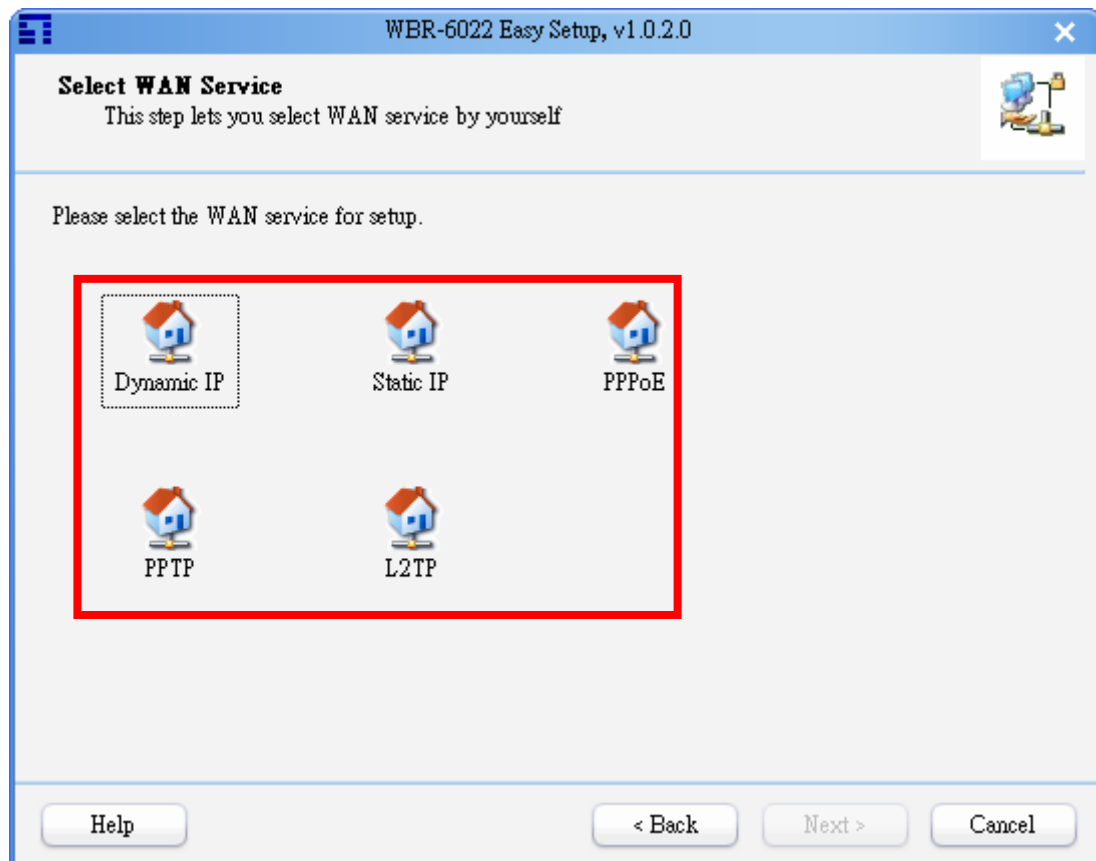 WBR-6022 Easy Setup, v1.0.2.0
Select WAN Service
This step lets you select WAN service by yourself
Please select the WAN service for setup.
Dynamic IP Static IP PPPoE
PPTP L2TP
Help < Back Next > Cancel